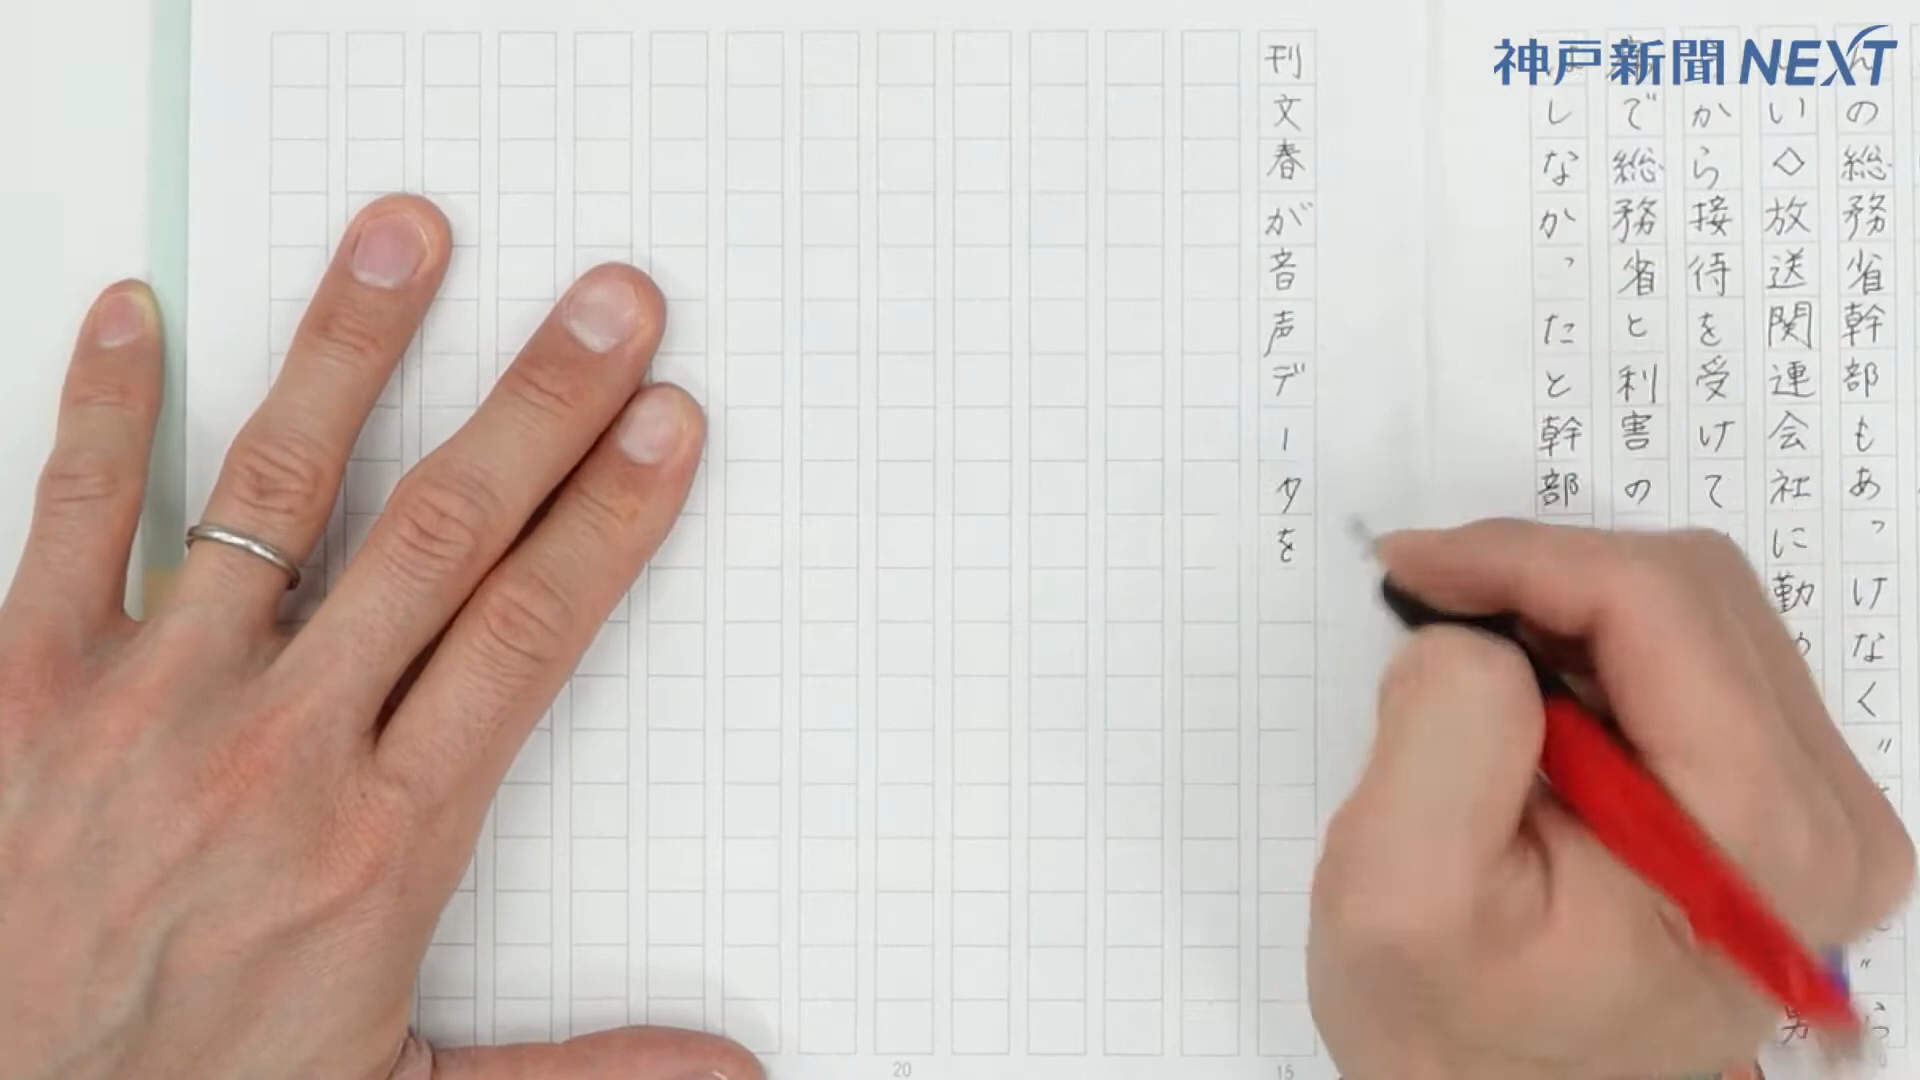 神戸新聞NEXT
の総務省幹部もあっけなく
い◇放送関連会社に勤
から接待を受けて
で総務省と利害の
しなかったと幹部
刊文春が音声データを
20
15